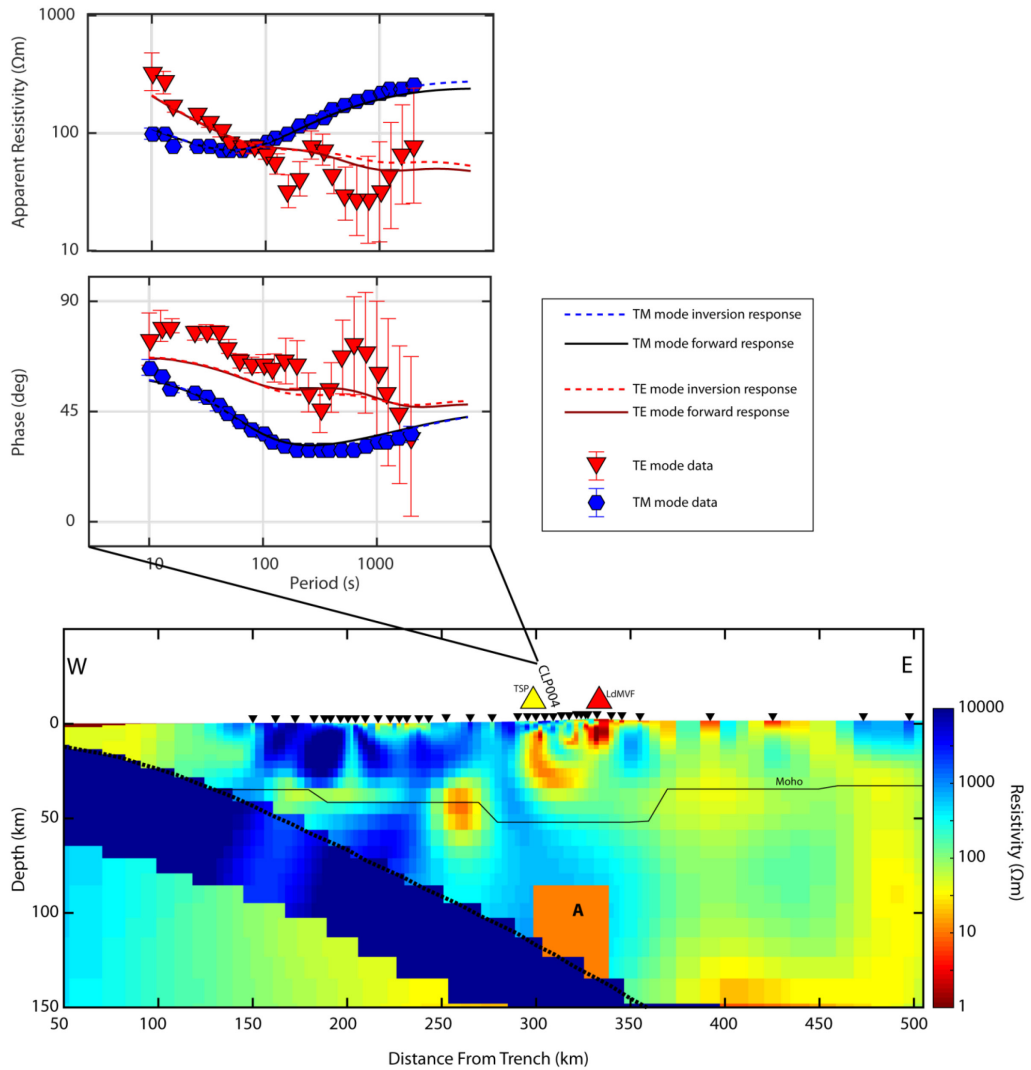 1000
100
10
Apparent Resistivity (Ωm)
90
45
0
Phase (deg)
10 100 1000
Period (s)
TM mode inversion response
TM mode forward response
TE mode inversion response
TE mode forward response
TE mode data
TM mode data
W
E
TSP
CLP004
LdMVF
Moho
A
0
50
100
150
Depth (km)
50 100 150 200 250 300 350 400 450 500
Distance From Trench (km)
10000
1000
100
10
1
Resistivity (Ωm)